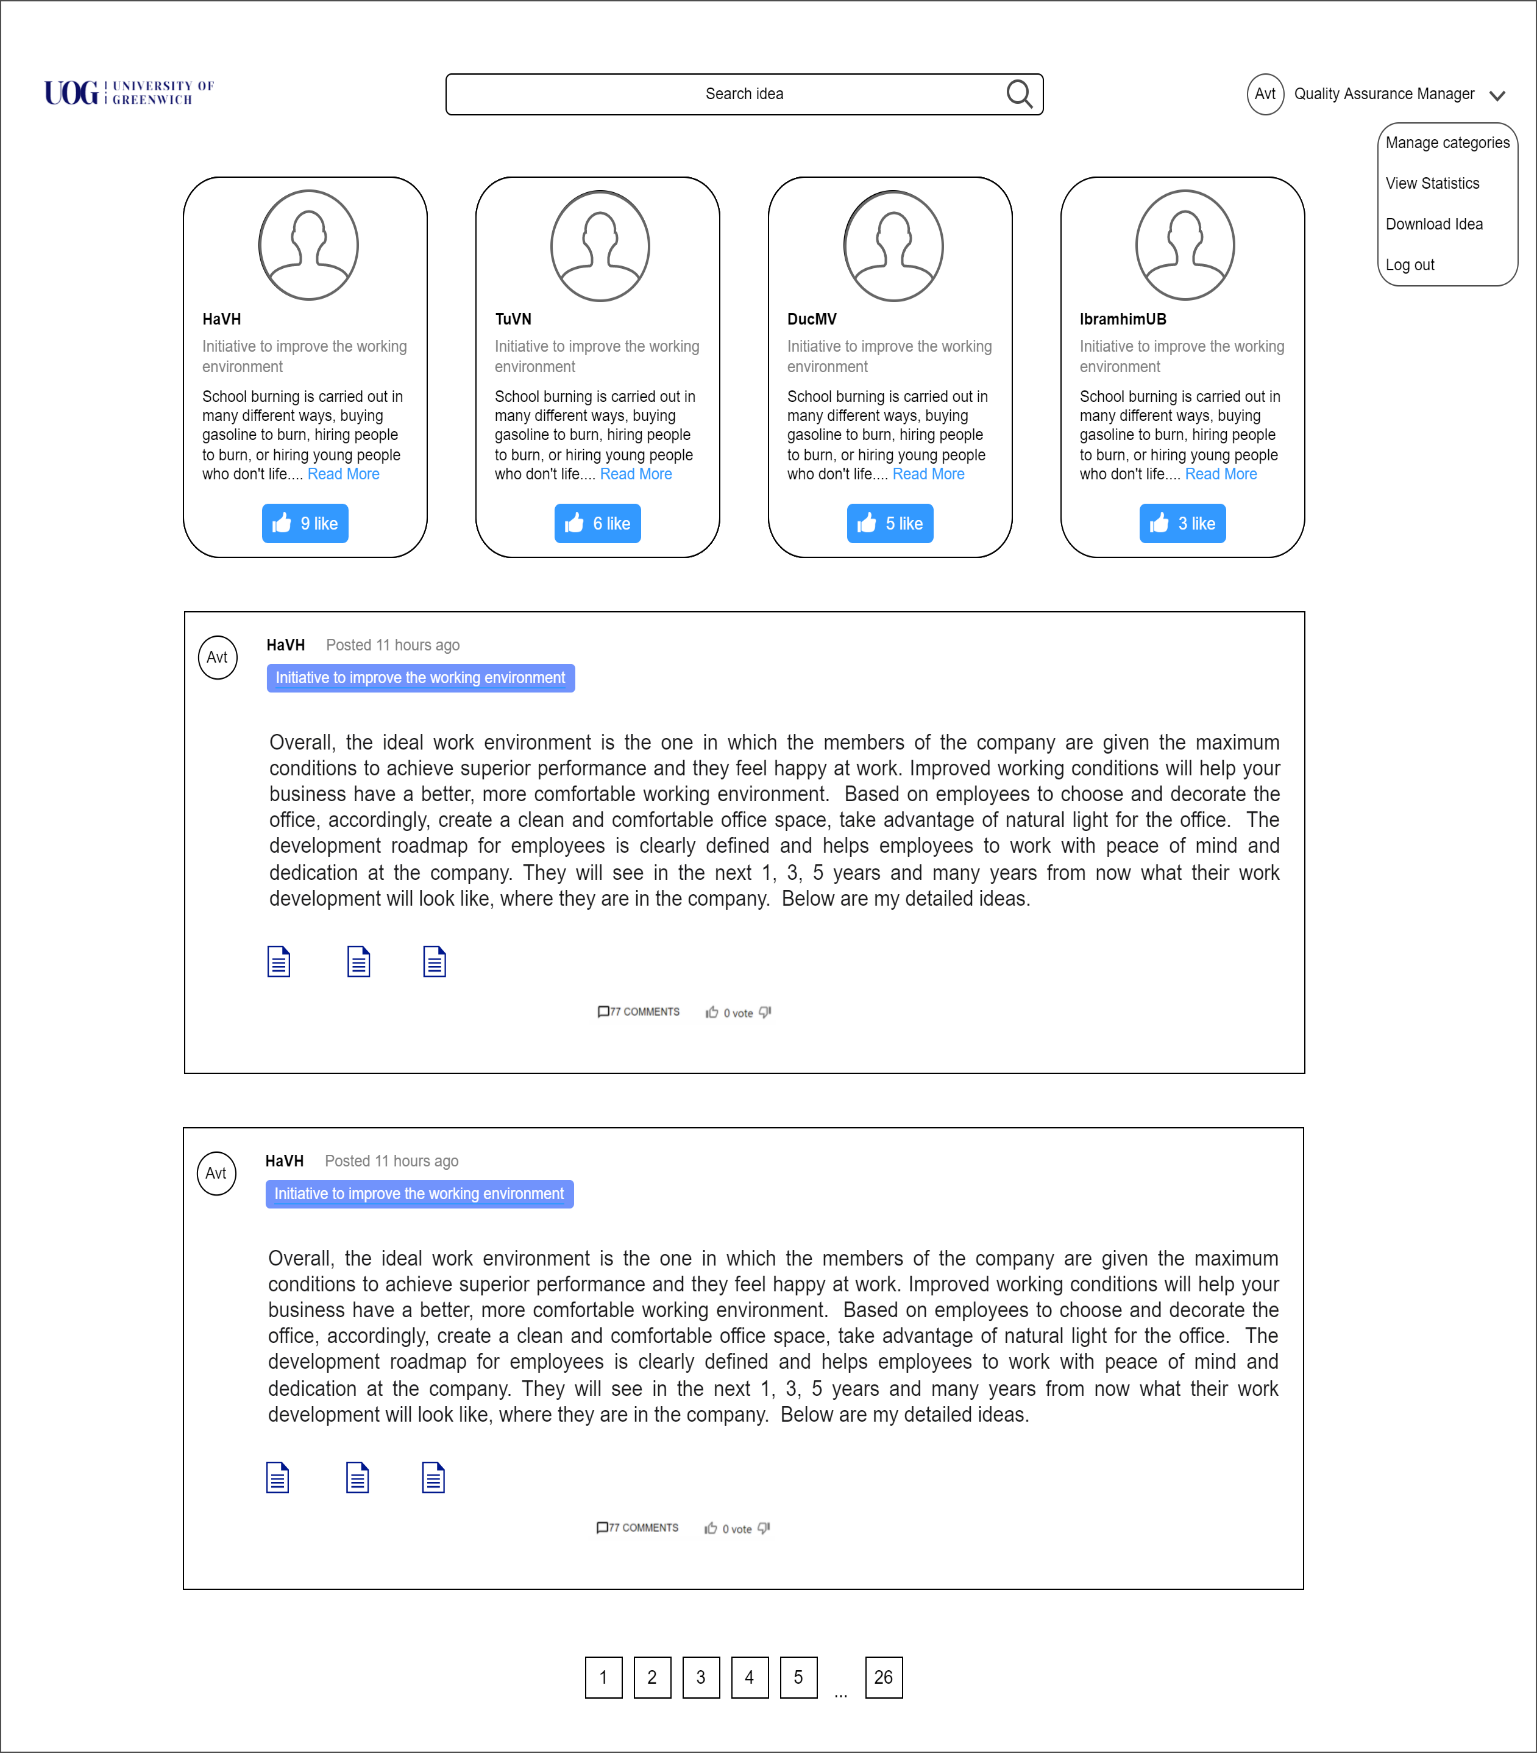 UOG UNIVERSITY OF
GREENWICH
Search idea
Avt Quality Assurance Manager
Manage categories
View Statistics
Download Idea
Log out
HaVH
Initiative to improve the working
environment
School burning is carried out in
many different ways, buying
gasoline to burn, hiring people
to burn, or hiring young people
who don't life.... Read More
9 like
TuVN
Initiative to improve the working
environment
School burning is carried out in
many different ways, buying
gasoline to burn, hiring people
to burn, or hiring young people
who don't life.... Read More
6 like
DucMV
Initiative to improve the working
environment
School burning is carried out in
many different ways, buying
gasoline to burn, hiring people
to burn, or hiring young people
who don't life.... Read More
5 like
IbramhimUB
Initiative to improve the working
environment
School burning is carried out in
many different ways, buying
gasoline to burn, hiring people
to burn, or hiring young people
who don't life.... Read More
3 like
Avt HaVH Posted 11 hours ago
Initiative to improve the working environment
Overall, the ideal work environment is the one in which the members of the company are given the maximum
conditions to achieve superior performance and they feel happy at work. Improved working conditions will help your
business have a better, more comfortable working environment. Based on employees to choose and decorate the
office, accordingly, create a clean and comfortable office space, take advantage of natural light for the office. The
development roadmap for employees is clearly defined and helps employees to work with peace of mind and
dedication at the company. They will see in the next 1, 3, 5 years and many years from now what their work
development will look like, where they are in the company. Below are my detailed ideas.
77 COMMENTS 0 vote
Avt HaVH Posted 11 hours ago
Initiative to improve the working environment
Overall, the ideal work environment is the one in which the members of the company are given the maximum
conditions to achieve superior performance and they feel happy at work. Improved working conditions will help your
business have a better, more comfortable working environment. Based on employees to choose and decorate the
office, accordingly, create a clean and comfortable office space, take advantage of natural light for the office. The
development roadmap for employees is clearly defined and helps employees to work with peace of mind and
dedication at the company. They will see in the next 1, 3, 5 years and many years from now what their work
development will look like, where they are in the company. Below are my detailed ideas.
77 COMMENTS 0 vote
1 2 3 4 5 ... 26